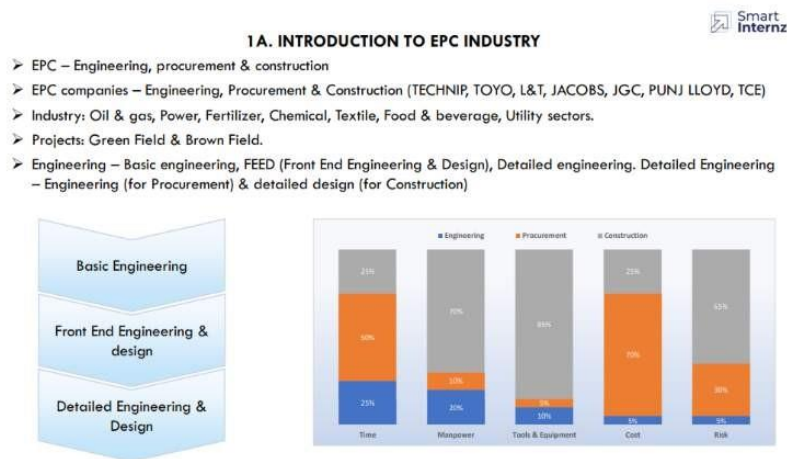 Smart
Internz
1A. INTRODUCTION TO EPC INDUSTRY
➤ EPC – Engineering, procurement & construction
➤ EPC companies – Engineering, Procurement & Construction (TECHNIP, TOYO, L&T, JACOBS, JGC, PUNJ LLOYD, TCE)
➤ Industry: Oil & gas, Power, Fertilizer, Chemical, Textile, Food & beverage, Utility sectors.
➤ Projects: Green Field & Brown Field.
➤ Engineering – Basic engineering, FEED (Front End Engineering & Design), Detailed engineering. Detailed Engineering
– Engineering (for Procurement) & detailed design (for Construction)
Basic Engineering
Front End Engineering &
design
Detailed Engineering &
Design
Engineering Procurement Construction
25% 70% 85% 25% 65%
50% 10% 5% 70% 30%
25% 20% 10% 5% 5%
Time Manpower Tools & Equipment Cost Risk